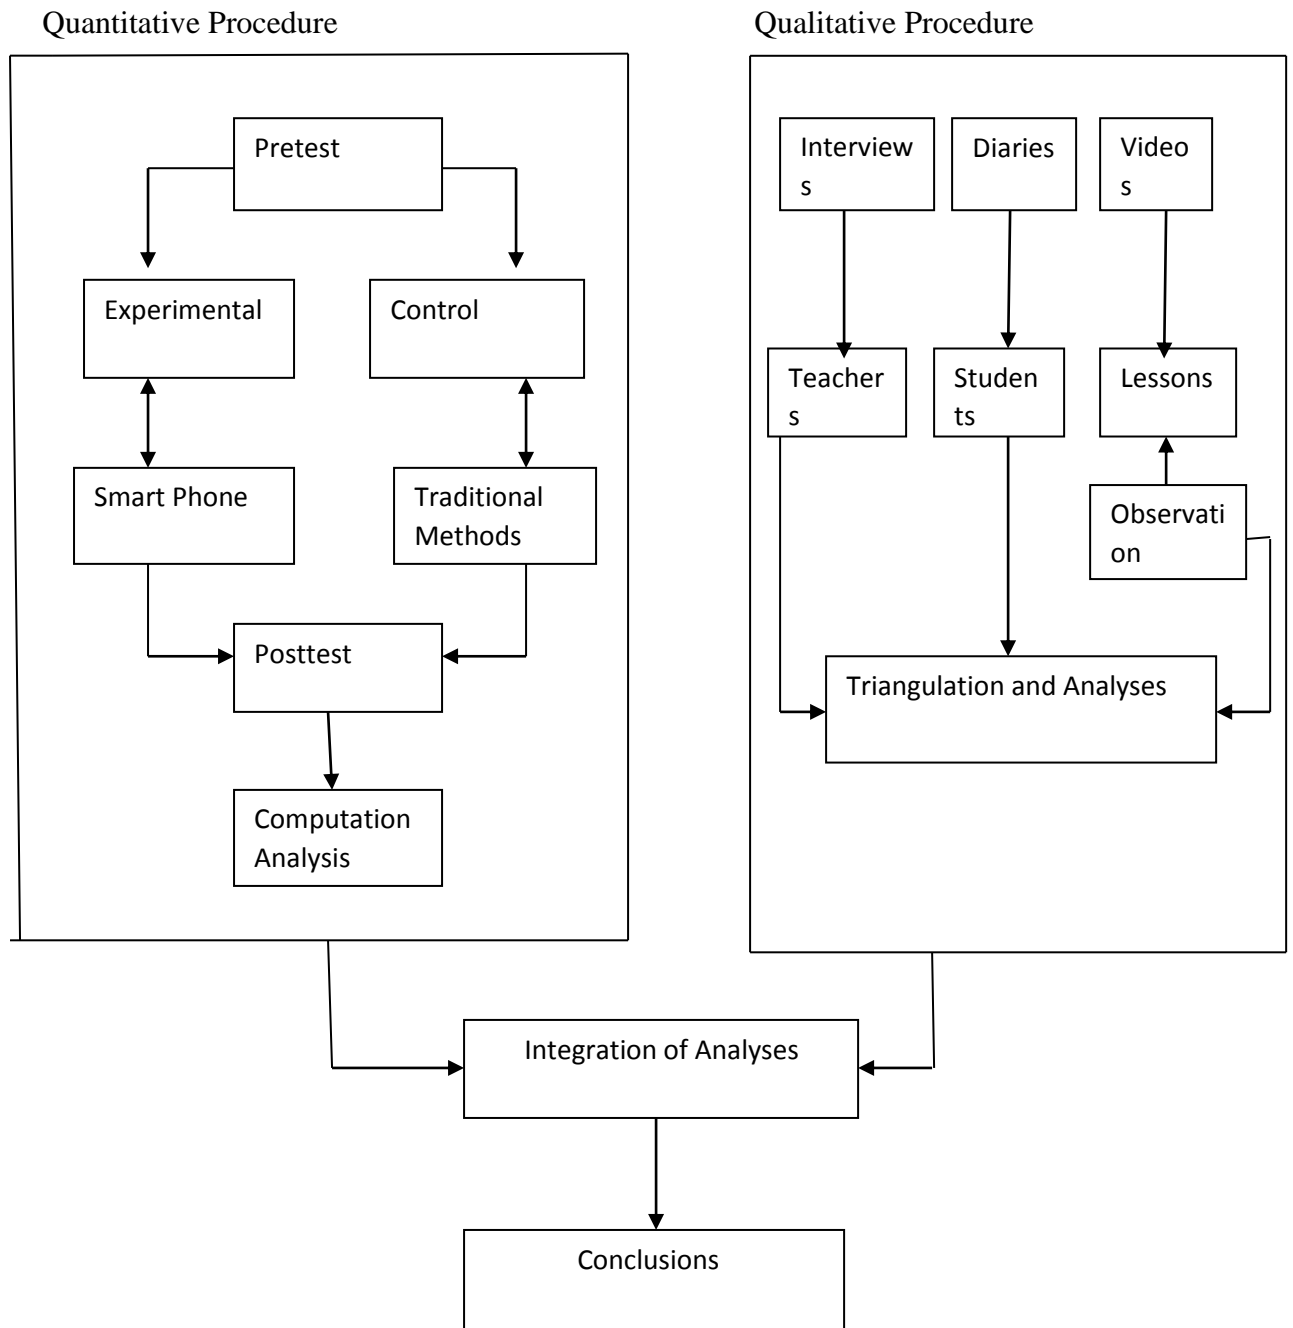 Quantitative Procedure
Qualitative Procedure
Pretest
Experimental
Control
Smart Phone
Traditional
Methods
Posttest
Computation
Analysis
Interview
s
Diaries
Video
s
Teacher
s
Studen
ts
Lessons
Observati
on
Triangulation and Analyses
Integration of Analyses
Conclusions